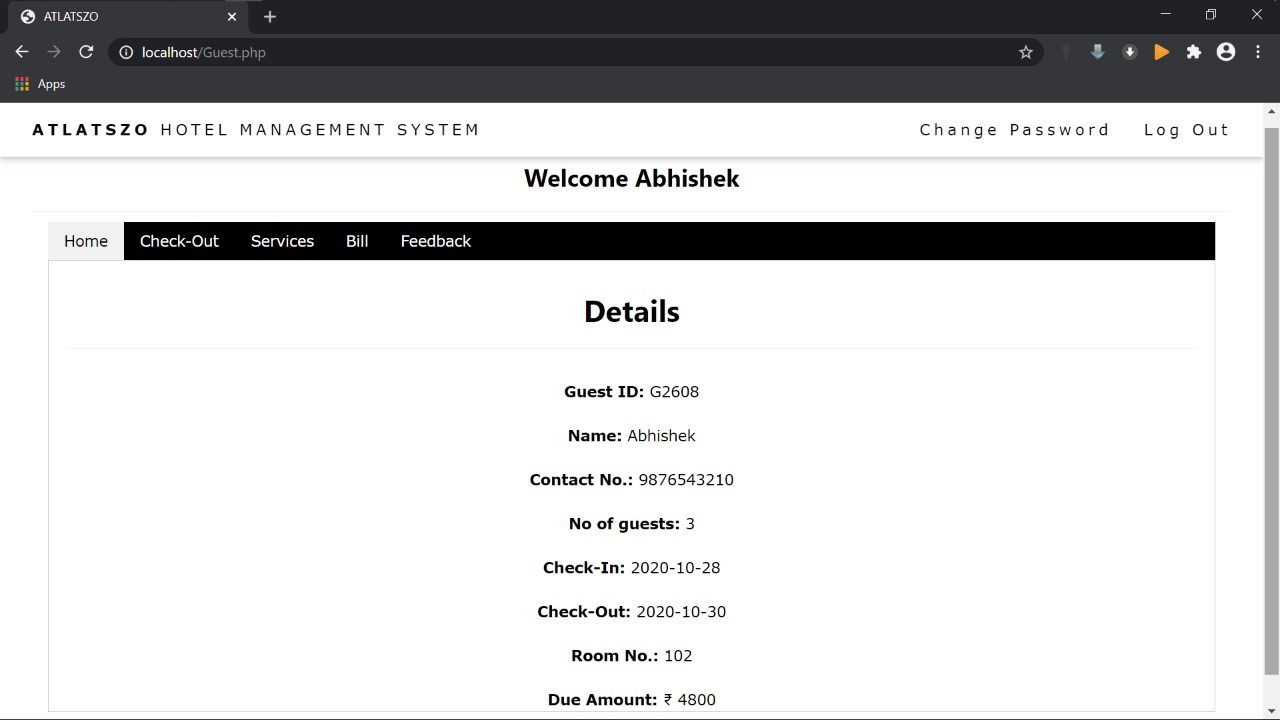 ATLATSZO
localhost/Guest.php
Apps
ATLATSZO HOTEL MANAGEMENT SYSTEM Change Password Log Out
Welcome Abhishek
Home Check-Out Services Bill Feedback
Details
Guest ID: G2608
Name: Abhishek
Contact No.: 9876543210
No of guests: 3
Check-In: 2020-10-28
Check-Out: 2020-10-30
Room No.: 102
Due Amount: ₹ 4800